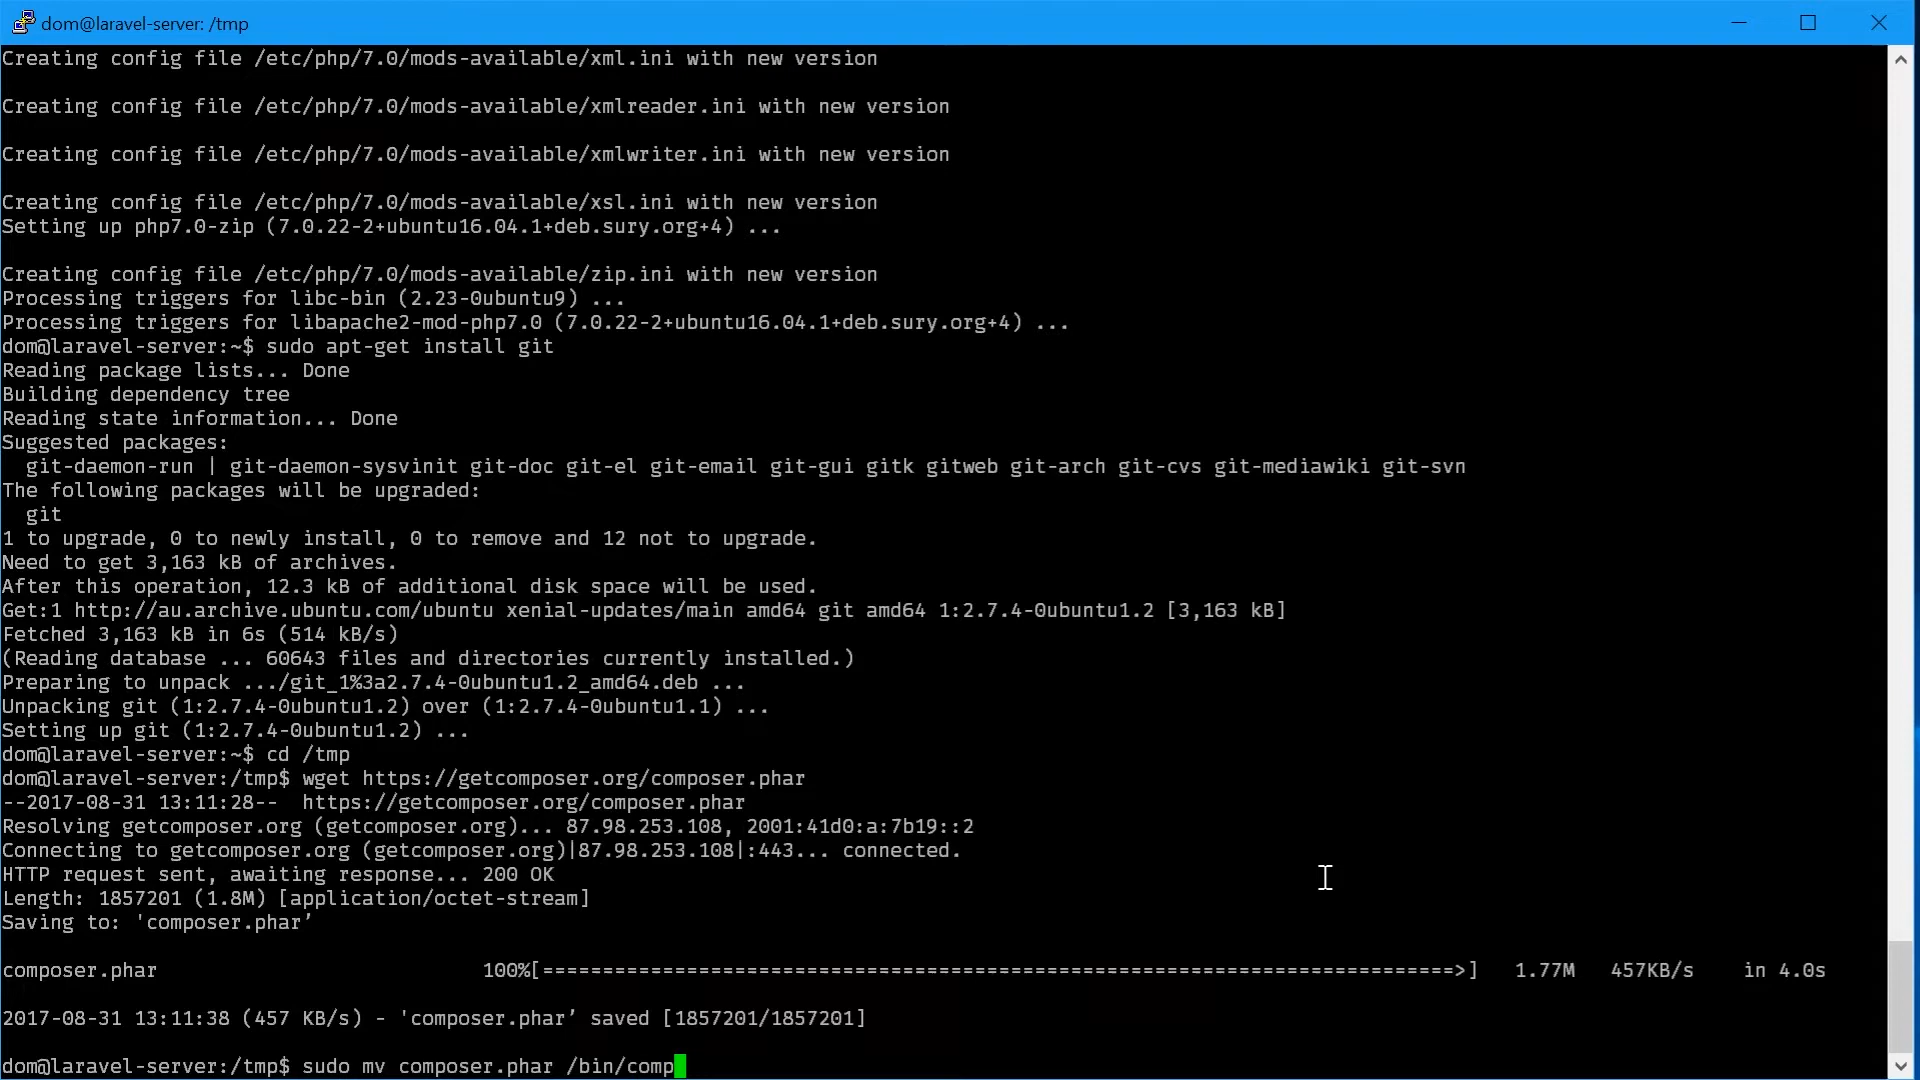 dom@laravel-server: /tmp
Creating config file /etc/php/7.0/mods-available/xml.ini with new version
Creating config file /etc/php/7.0/mods-available/xmlreader.ini with new version
Creating config file /etc/php/7.0/mods-available/xmlwriter.ini with new version
Creating config file /etc/php/7.0/mods-available/xsl.ini with new version
Setting up php7.0-zip (7.0.22-2+ubuntu16.04.1+deb.sury.org+4) ...
Creating config file /etc/php/7.0/mods-available/zip.ini with new version
Processing triggers for libc-bin (2.23-0ubuntu9) ...
Processing triggers for libapache2-mod-php7.0 (7.0.22-2+ubuntu16.04.1+deb.sury.org+4) ...
dom@laravel-server:~$ sudo apt-get install git
Reading package lists... Done
Building dependency tree
Reading state information... Done
Suggested packages:
  git-daemon-run | git-daemon-sysvinit git-doc git-el git-email git-gui gitk gitweb git-arch git-cvs git-mediawiki git-svn
The following packages will be upgraded:
  git
1 to upgrade, 0 to newly install, 0 to remove and 12 not to upgrade.
Need to get 3,163 kB of archives.
After this operation, 12.3 kB of additional disk space will be used.
Get:1 http://au.archive.ubuntu.com/ubuntu xenial-updates/main amd64 git amd64 1:2.7.4-0ubuntu1.2 [3,163 kB]
Fetched 3,163 kB in 6s (514 kB/s)
(Reading database ... 60643 files and directories currently installed.)
Preparing to unpack .../git_1%3a2.7.4-0ubuntu1.2_amd64.deb ...
Unpacking git (1:2.7.4-0ubuntu1.2) over (1:2.7.4-0ubuntu1.1) ...
Setting up git (1:2.7.4-0ubuntu1.2) ...
dom@laravel-server:~$ cd /tmp
dom@laravel-server:/tmp$ wget https://getcomposer.org/composer.phar
--2017-08-31 13:11:28--  https://getcomposer.org/composer.phar
Resolving getcomposer.org (getcomposer.org)... 87.98.253.108, 2001:41d0:a:7b19::2
Connecting to getcomposer.org (getcomposer.org)|87.98.253.108|:443... connected.
HTTP request sent, awaiting response... 200 OK
Length: 1857201 (1.8M) [application/octet-stream]
Saving to: 'composer.phar’
composer.phar 100%[============================================================================>] 1.77M 457KB/s in 4.0s
2017-08-31 13:11:38 (457 KB/s) - 'composer.phar’ saved [1857201/1857201]
dom@laravel-server:/tmp$ sudo mv composer.phar /bin/comp